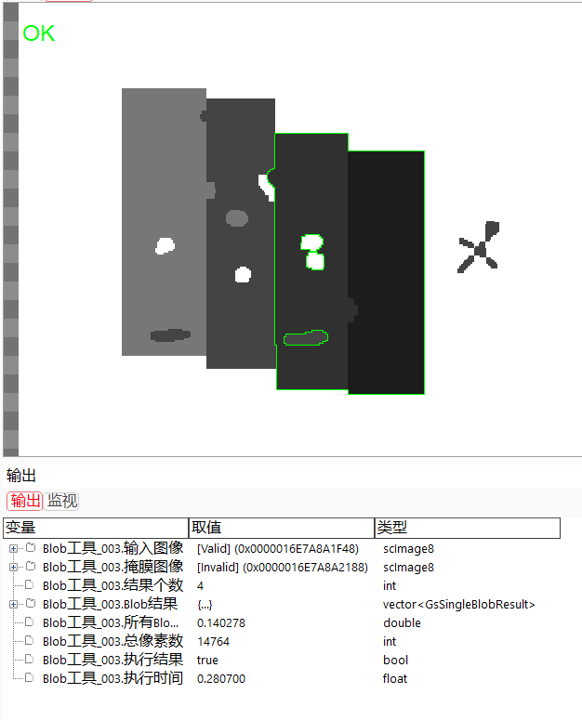 OK
输出
输出 监视
变量 取值 类型
Blob工具_003.输入图像 [Valid] (0x0000016E7A8A1F48) scImage8
Blob工具_003.掩膜图像 [Invalid] (0x0000016E7A8A2188) scImage8
Blob工具_003.结果个数 4 int
Blob工具_003.Blob结果 {...} vector<GsSingleBlobResult>
Blob工具_003.所有Blo... 0.140278 double
Blob工具_003.总像素数 14764 int
Blob工具_003.执行结果 true bool
Blob工具_003.执行时间 0.280700 float